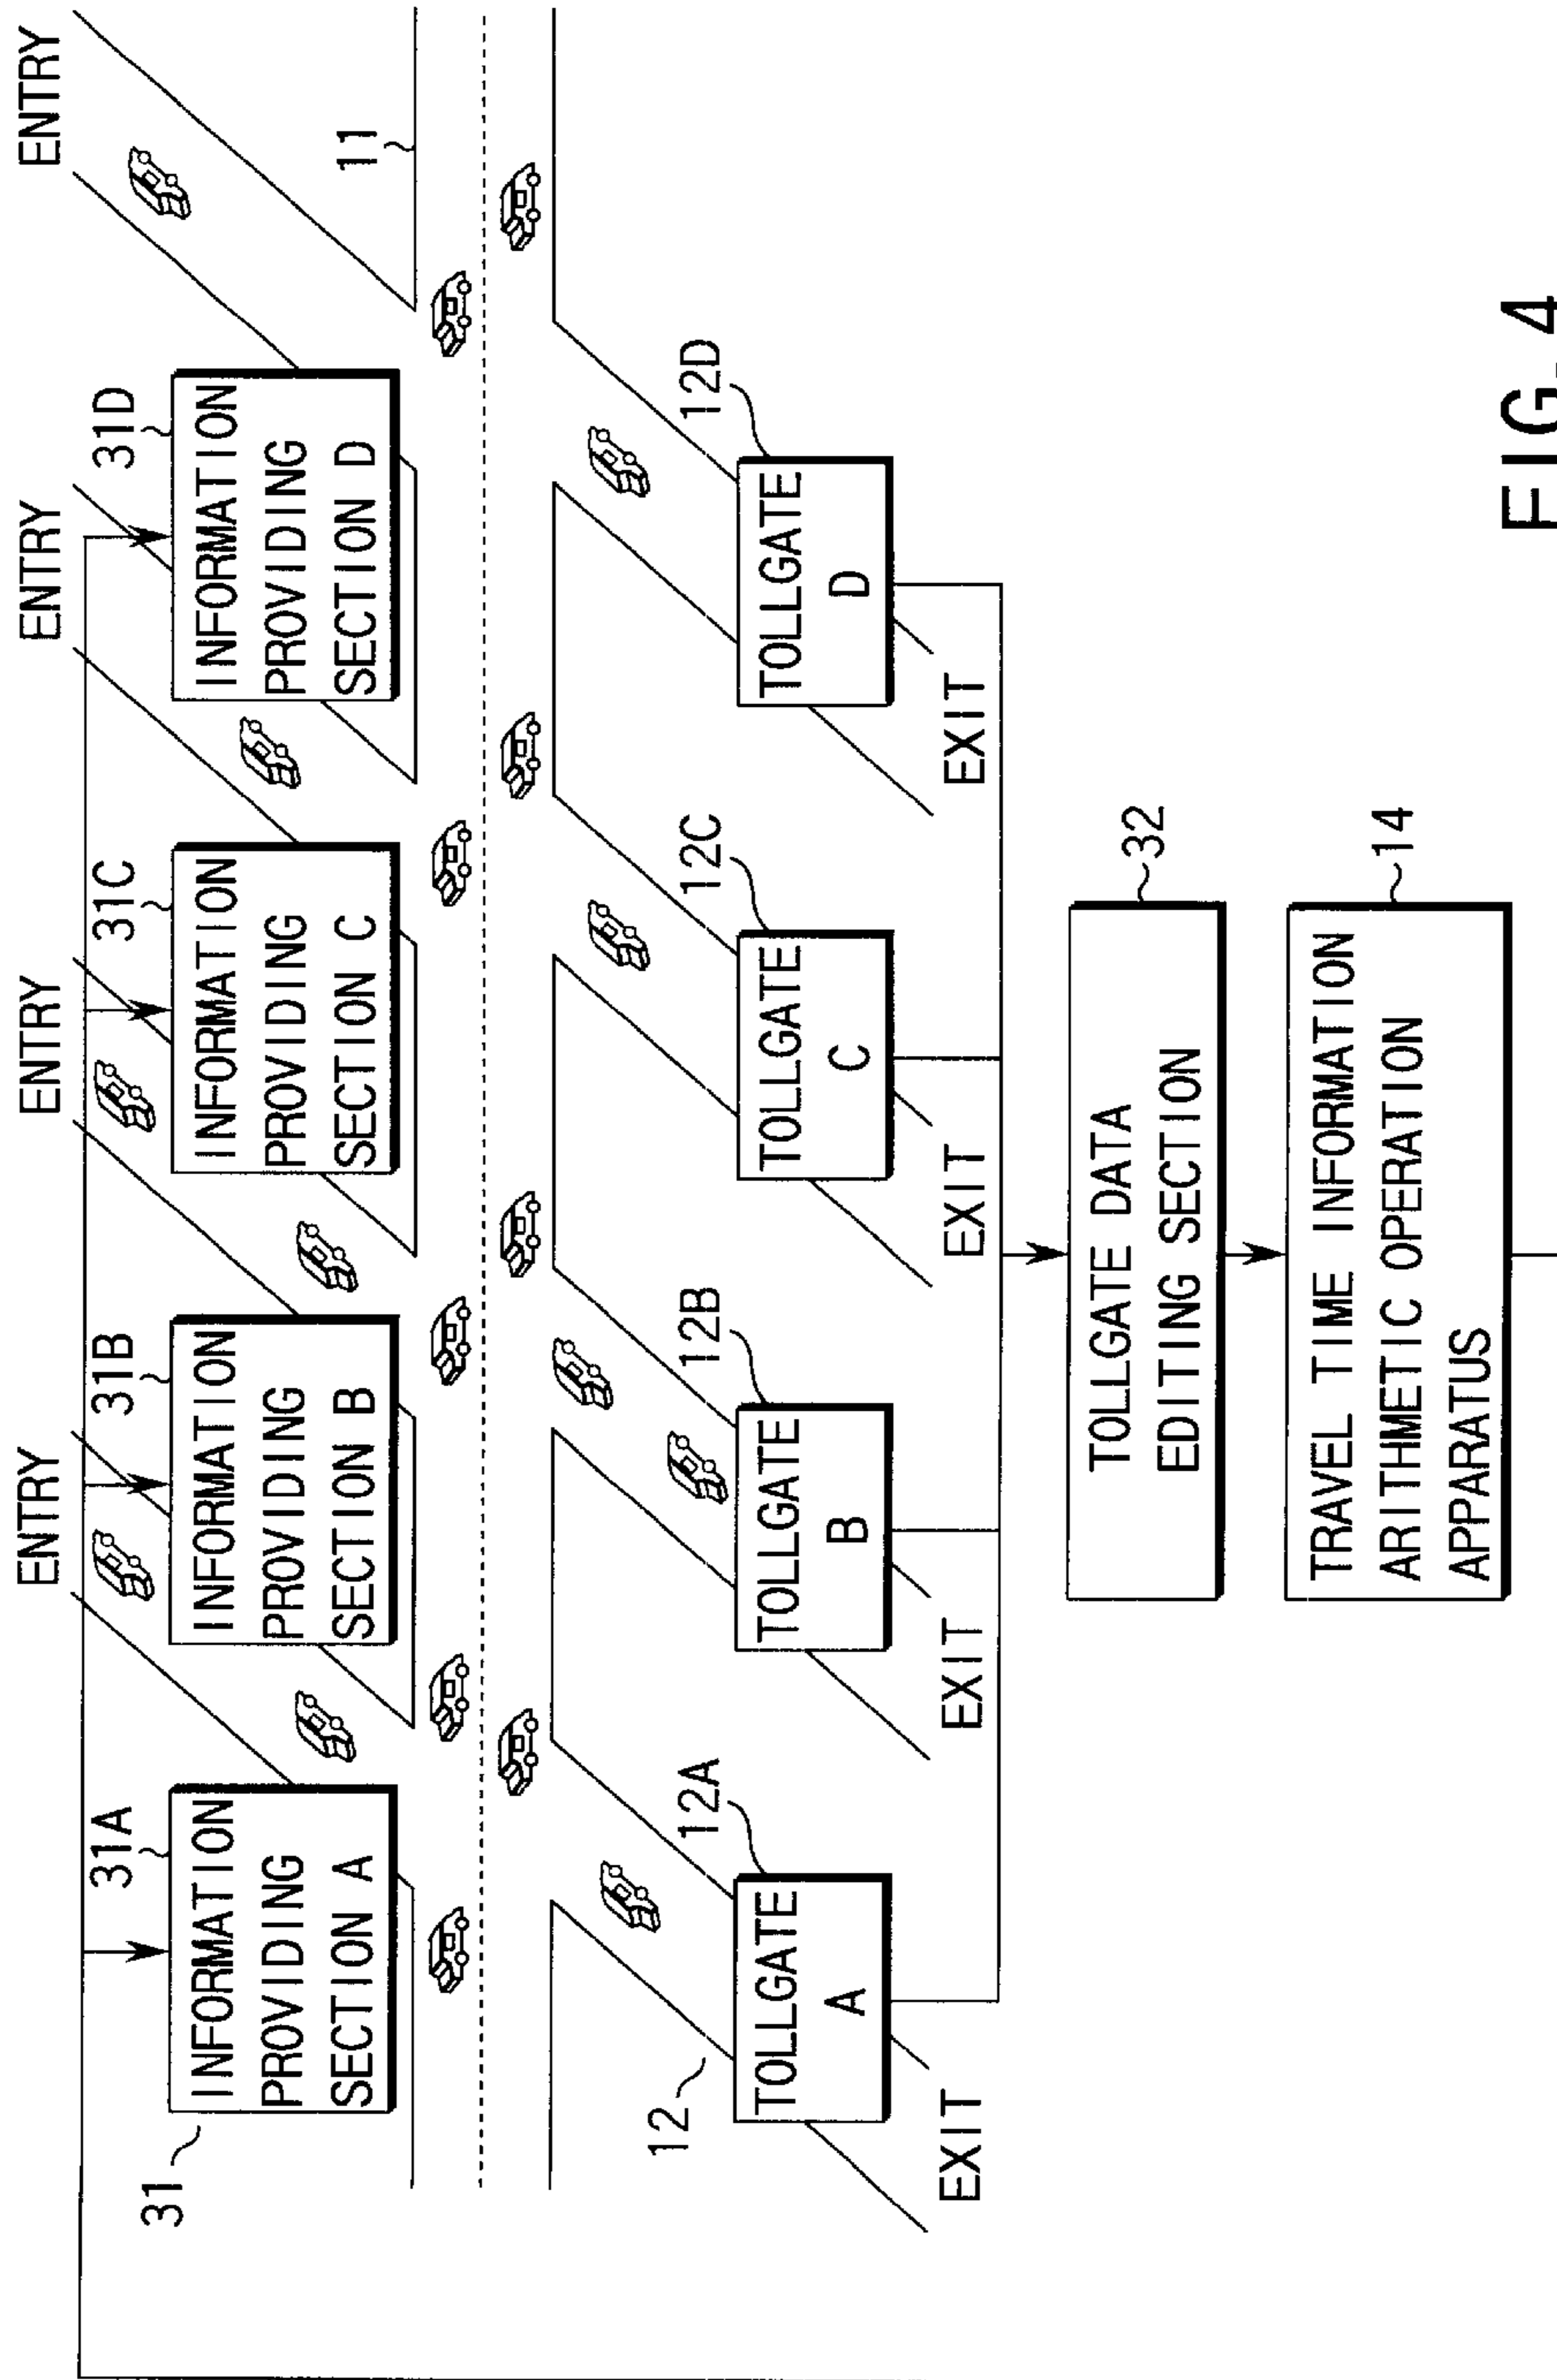 ENTRY ENTRY ENTRY ENTRY
31 31A 31B 31C 31D
INFORMATION
PROVIDING
SECTION A
INFORMATION
PROVIDING
SECTION B
INFORMATION
PROVIDING
SECTION C
INFORMATION
PROVIDING
SECTION D
11
12 12A 12B 12C 12D
TOLLGATE
A
TOLLGATE
B
TOLLGATE
C
TOLLGATE
D
EXIT EXIT EXIT EXIT
TOLLGATE DATA
EDITING SECTION
32
TRAVEL TIME INFORMATION
ARITHMETIC OPERATION
APPARATUS
14
FIG. 4